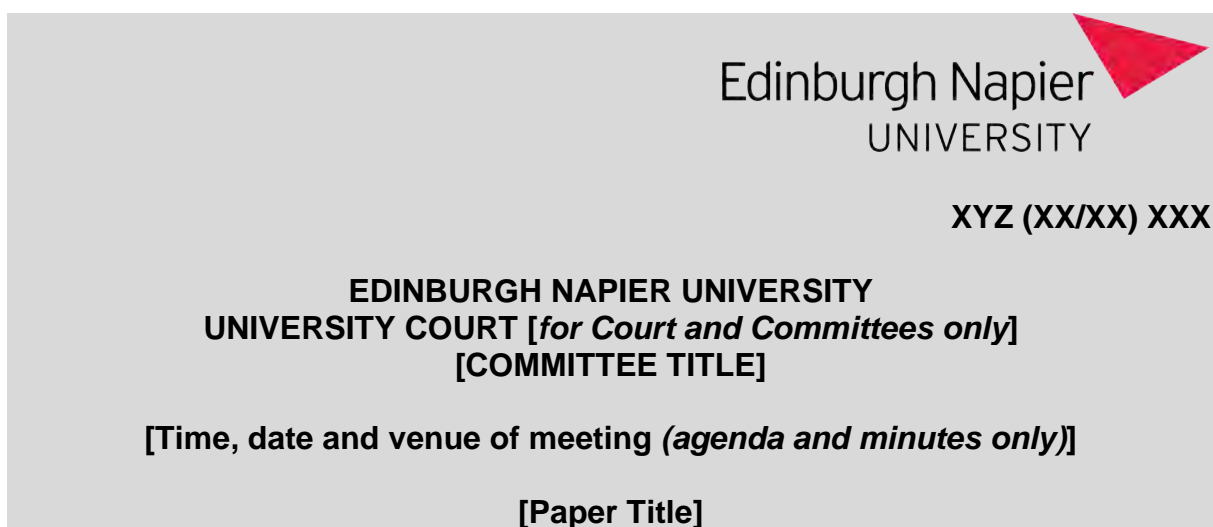 Edinburgh Napier
UNIVERSITY
XYZ (XX/XX) XXX
EDINBURGH NAPIER UNIVERSITY
UNIVERSITY COURT [for Court and Committees only]
[COMMITTEE TITLE]
[Time, date and venue of meeting (agenda and minutes only)]
[Paper Title]